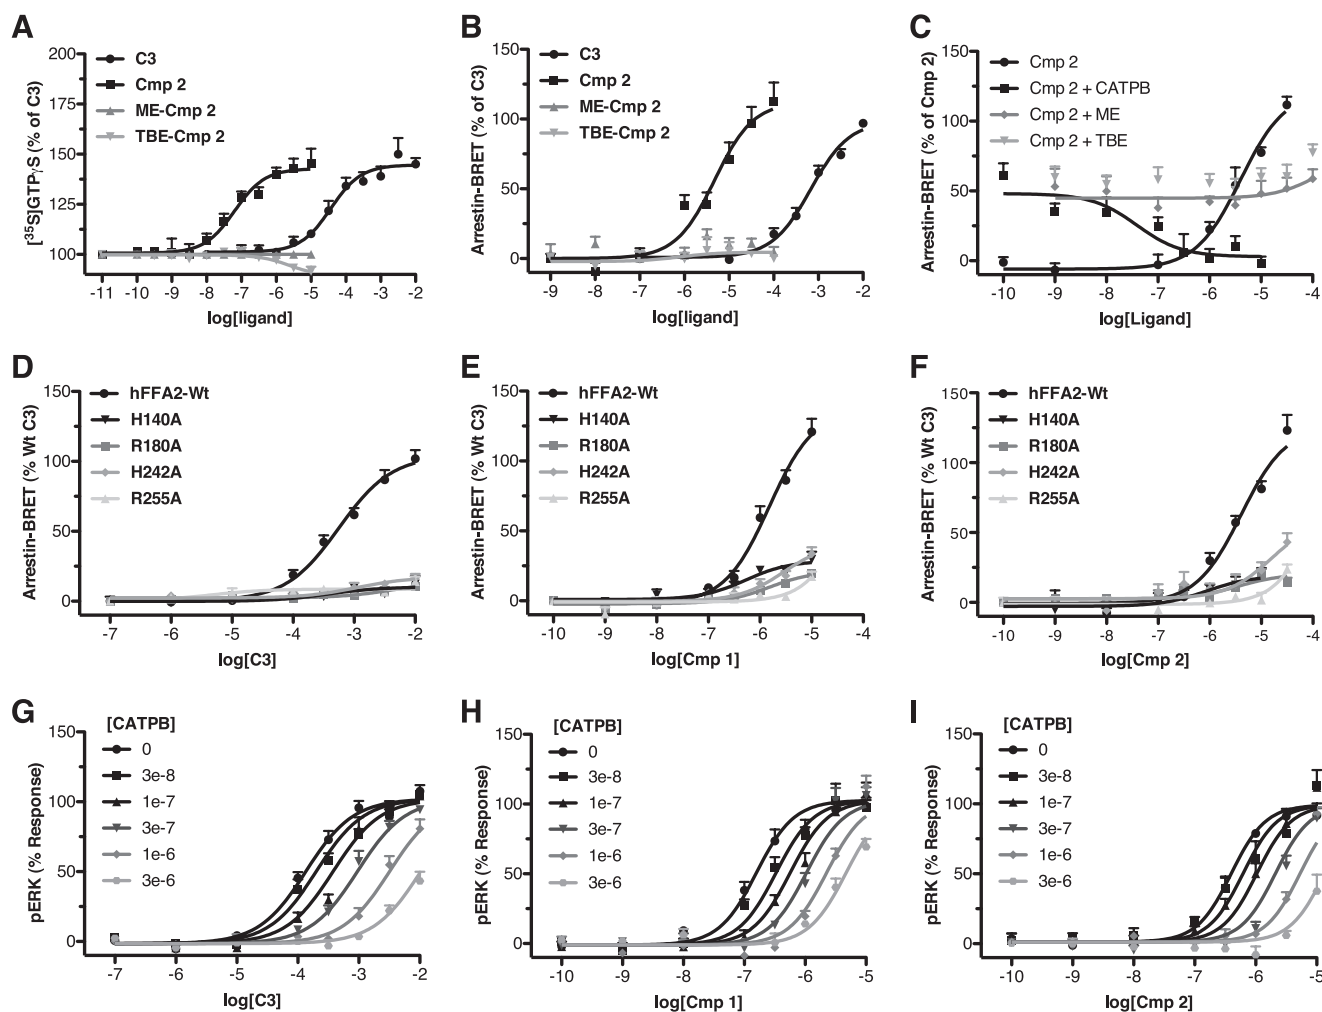 A
[35S]GTPγS (% of C3)
200
175
150
125
100
C3
Cmp 2
ME-Cmp 2
TBE-Cmp 2
-11 -10 -9 -8 -7 -6 -5 -4 -3 -2
log[ligand]
B
Arrestin-BRET (% of C3)
150
100
50
0
C3
Cmp 2
ME-Cmp 2
TBE-Cmp 2
-9 -8 -7 -6 -5 -4 -3 -2
log[ligand]
C
Arrestin-BRET (% of Cmp 2)
150
100
50
0
Cmp 2
Cmp 2 + CATPB
Cmp 2 + ME
Cmp 2 + TBE
-10 -9 -8 -7 -6 -5 -4
log[Ligand]
D
Arrestin-BRET (% Wt C3)
150
100
50
0
hFFA2-Wt
H140A
R180A
H242A
R255A
-7 -6 -5 -4 -3 -2
log[C3]
E
Arrestin-BRET (% Wt C3)
150
100
50
0
hFFA2-Wt
H140A
R180A
H242A
R255A
-10 -9 -8 -7 -6 -5 -4
log[Cmp 1]
F
Arrestin-BRET (% Wt C3)
150
100
50
0
hFFA2-Wt
H140A
R180A
H242A
R255A
-10 -9 -8 -7 -6 -5 -4
log[Cmp 2]
G
pERK (% Response)
150
100
50
0
[CATPB]
0
3e-8
1e-7
3e-7
1e-6
3e-6
-7 -6 -5 -4 -3 -2
log[C3]
H
pERK (% Response)
150
100
50
0
[CATPB]
0
3e-8
1e-7
3e-7
1e-6
3e-6
-10 -9 -8 -7 -6 -5
log[Cmp 1]
I
pERK (% Response)
150
100
50
0
[CATPB]
0
3e-8
1e-7
3e-7
1e-6
3e-6
-10 -9 -8 -7 -6 -5
log[Cmp 2]